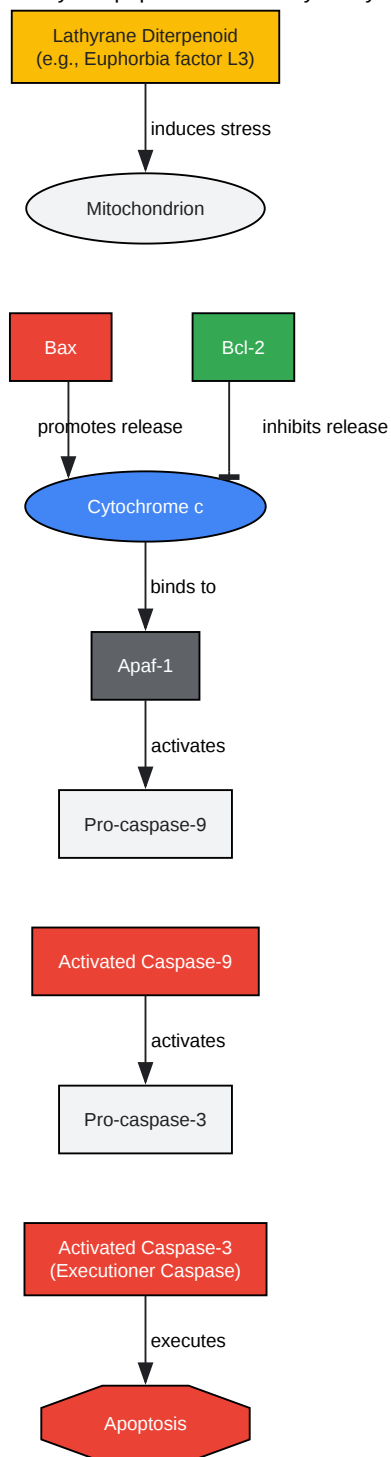 Lathyrane Diterpenoid
(e.g., Euphorbia factor L3)
induces stress
Mitochondrion
Bax
Bcl-2
promotes release
inhibits release
Cytochrome c
binds to
Apaf-1
activates
Pro-caspase-9
Activated Caspase-9
activates
Pro-caspase-3
Activated Caspase-3
(Executioner Caspase)
executes
Apoptosis